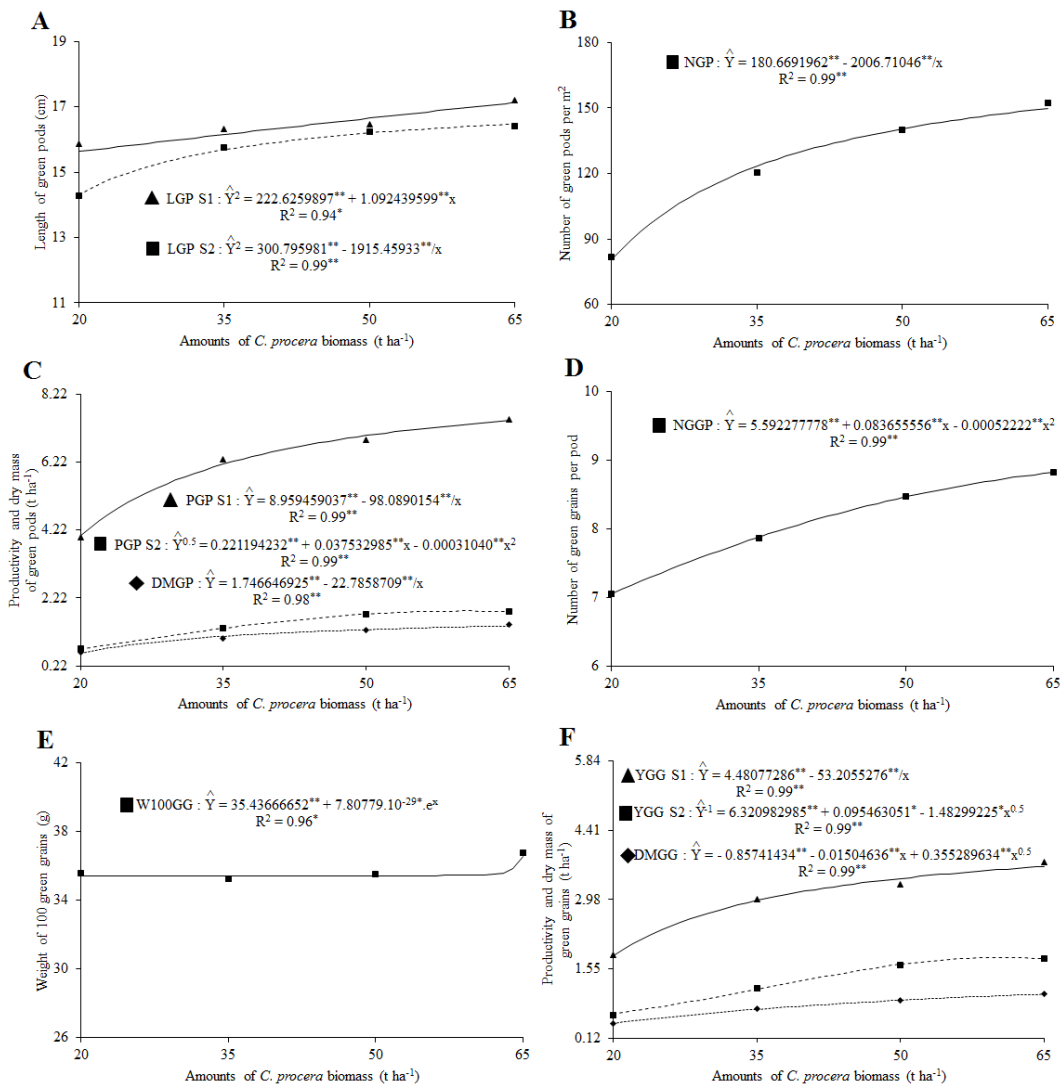 A
19
17
15
13
11
Length of green pods (cm)
▲ LGP S1 : Ŷ² = 222.6259897** + 1.092439599**x
R² = 0.94*
■ LGP S2 : Ŷ² = 300.795981** - 1915.45933**/x
R² = 0.99**
20 35 50 65
Amounts of C. procera biomass (t ha⁻¹)
B
180
150
120
90
60
Number of green pods per m²
■ NGP : Ŷ = 180.6691962** - 2006.71046**/x
R² = 0.99**
20 35 50 65
Amounts of C. procera biomass (t ha⁻¹)
C
8.22
6.22
4.22
2.22
0.22
Productivity and dry mass
of green pods (t ha⁻¹)
▲ PGP S1 : Ŷ = 8.959459037** - 98.0890154**/x
R² = 0.99**
■ PGP S2 : Ŷ⁰·⁵ = 0.221194232** + 0.037532985**x - 0.00031040**x²
R² = 0.99**
◆ DMGP : Ŷ = 1.746646925** - 22.7858709**/x
R² = 0.98**
20 35 50 65
Amounts of C. procera biomass (t ha⁻¹)
D
10
9
8
7
6
Number of green grains per pod
■ NGGP : Ŷ = 5.592277778** + 0.083655556**x - 0.00052222**x²
R² = 0.99**
20 35 50 65
Amounts of C. procera biomass (t ha⁻¹)
E
42
38
34
30
26
Weight of 100 green grains (g)
■ W100GG : Ŷ = 35.43666652** + 7.80779.10⁻²⁹*.eˣ
R² = 0.96*
20 35 50 65
Amounts of C. procera biomass (t ha⁻¹)
F
5.84
4.41
2.98
1.55
0.12
Productivity and dry mass of
green grains (t ha⁻¹)
▲ YGG S1 : Ŷ = 4.48077286** - 53.2055276**/x
R² = 0.99**
■ YGG S2 : Ŷ⁻¹ = 6.320982985** + 0.095463051* - 1.48299225*x⁰·⁵
R² = 0.99**
◆ DMGG : Ŷ = - 0.85741434** - 0.01504636**x + 0.355289634**x⁰·⁵
R² = 0.99**
20 35 50 65
Amounts of C. procera biomass (t ha⁻¹)